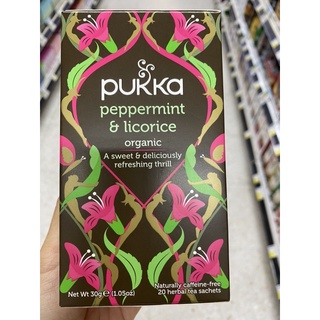 pukka
peppermint
& licorice
organic
A sweet & deliciously
refreshing thrill
Naturally caffeine-free
Net Wt 30g℮ (1.05oz) 20 herbal tea sachets